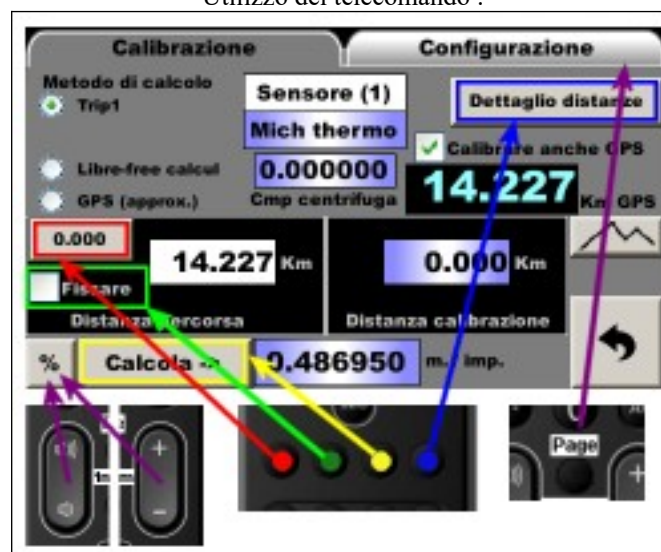 Utilizzo del telecomando :
Calibrazione
Configurazione
Metodo di calcolo
Trip1
Sensore (1)
Dettaglio distanze
Mich thermo
Calibrare anche GPS
Libre-free calcul
0.000000
14.227
GPS (approx.)
Cmp centrifuga
Km GPS
0.000
14.227 Km
0.000 Km
Fissare
Distanza percorsa
Distanza calibrazione
%
Calcola ->
0.486950
m. / imp.
Page
+
+
−